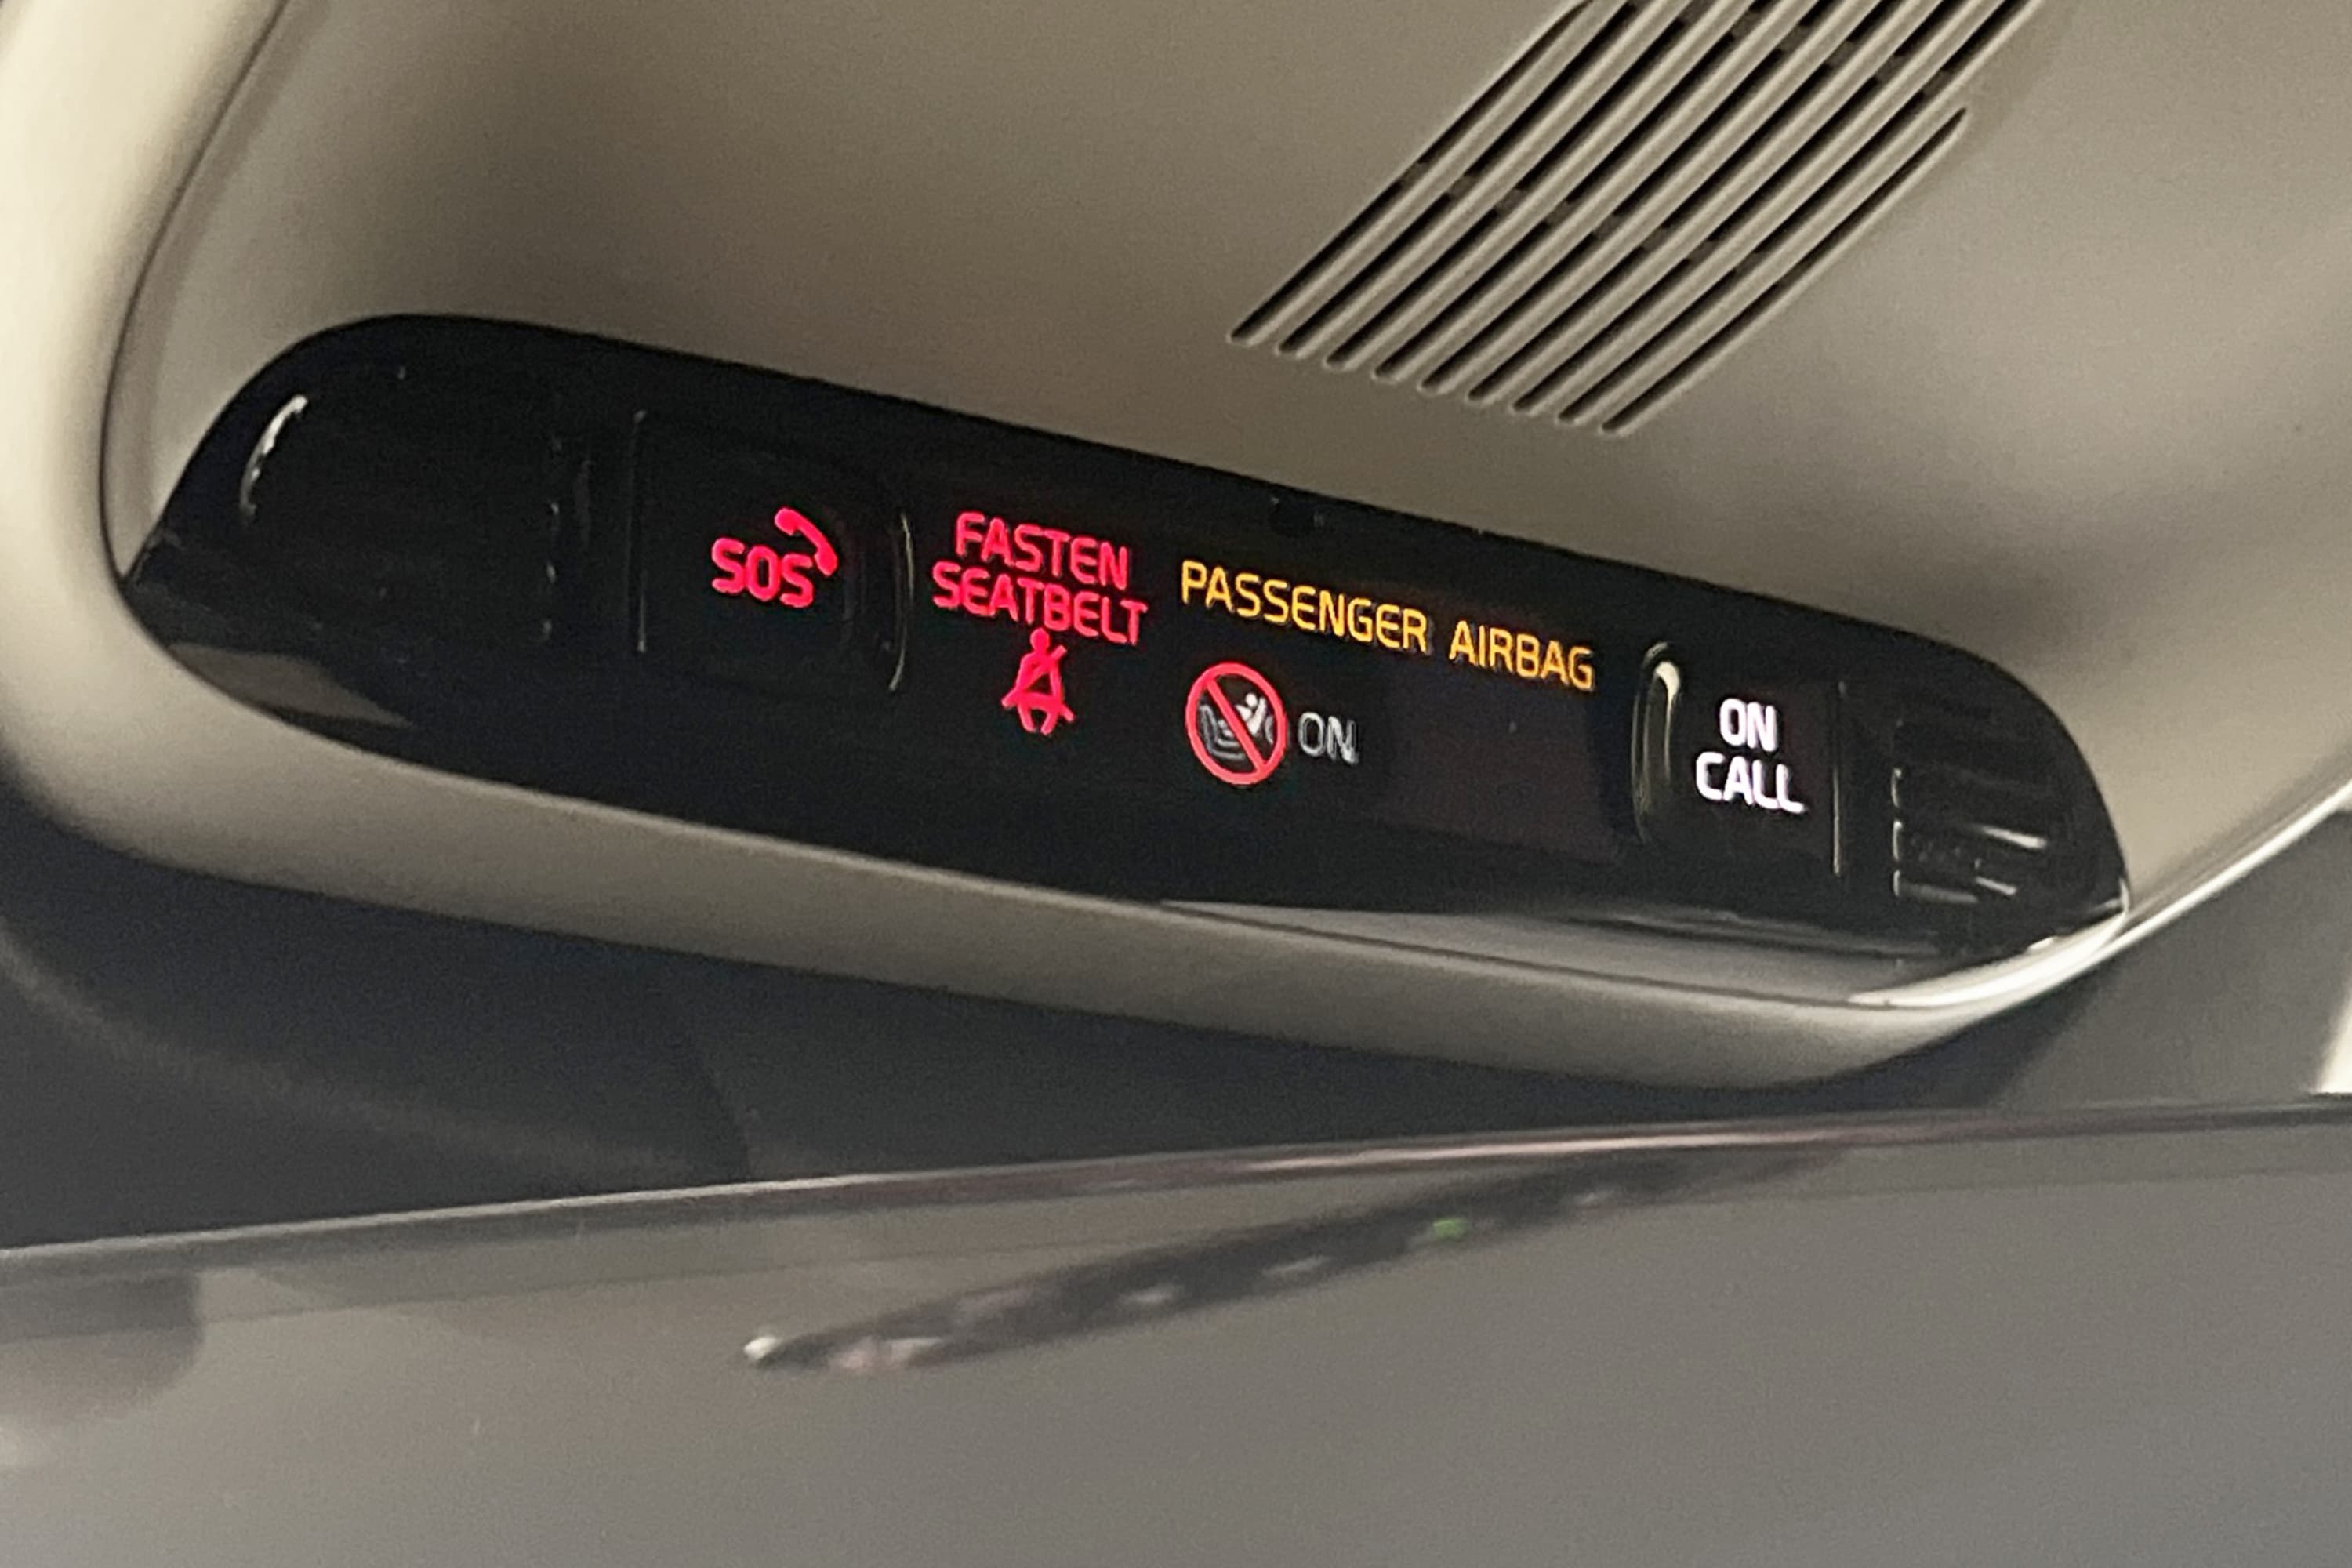 SOS
FASTEN
SEATBELT
PASSENGER AIRBAG
ON
ON
CALL